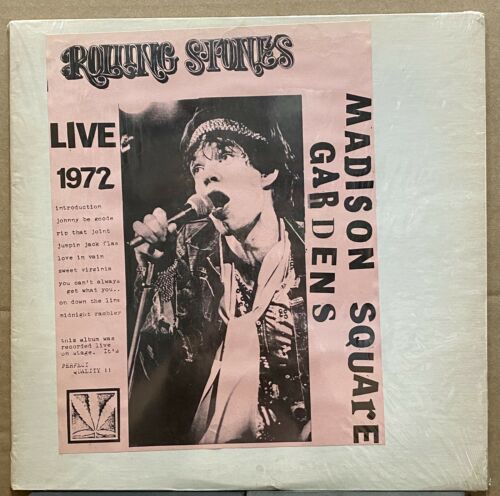 ROLLING STONES
LIVE
1972
introduction
johnny be goode
rip that joint
jumpin jack flas
love in vain
sweet virginia
you can't always
get what you..
on down the line
midnight rambler
this album was
recorded live
on stage. It's
PERFECT
QUALITY !!
MADISON SQUArE
GARDENS